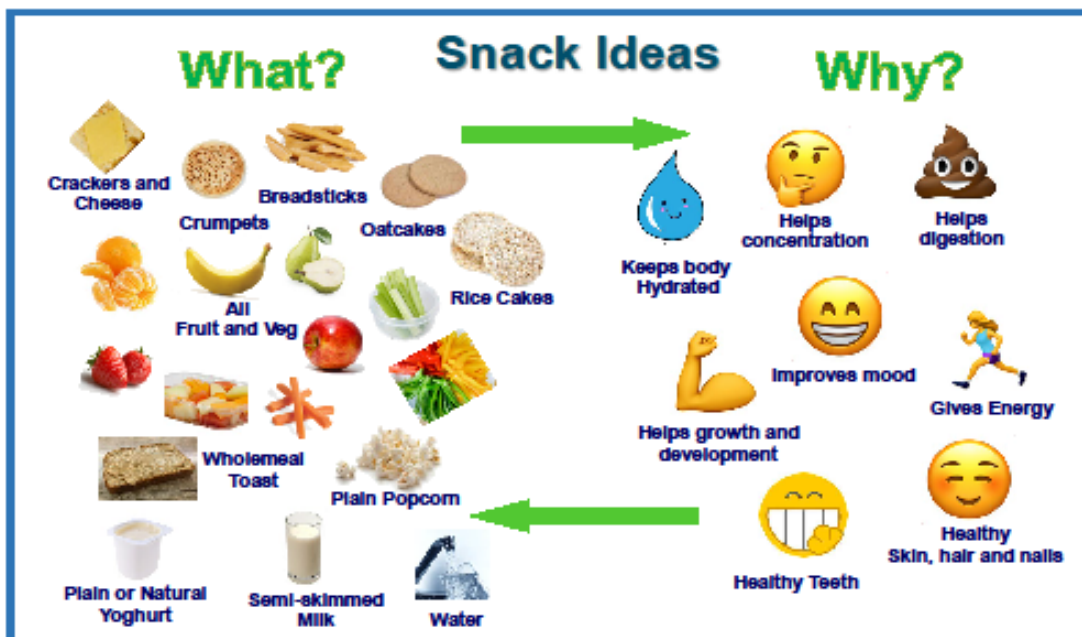 Snack Ideas
What?
Why?
Crackers and
Cheese
Crumpets
Breadsticks
Oatcakes
Rice Cakes
All
Fruit and Veg
Wholemeal
Toast
Plain Popcorn
Plain or Natural
Yoghurt
Semi-skimmed
Milk
Water
Keeps body
Hydrated
Helps
concentration
Helps
digestion
Improves mood
Gives Energy
Helps growth and
development
Healthy Teeth
Healthy
Skin, hair and nails